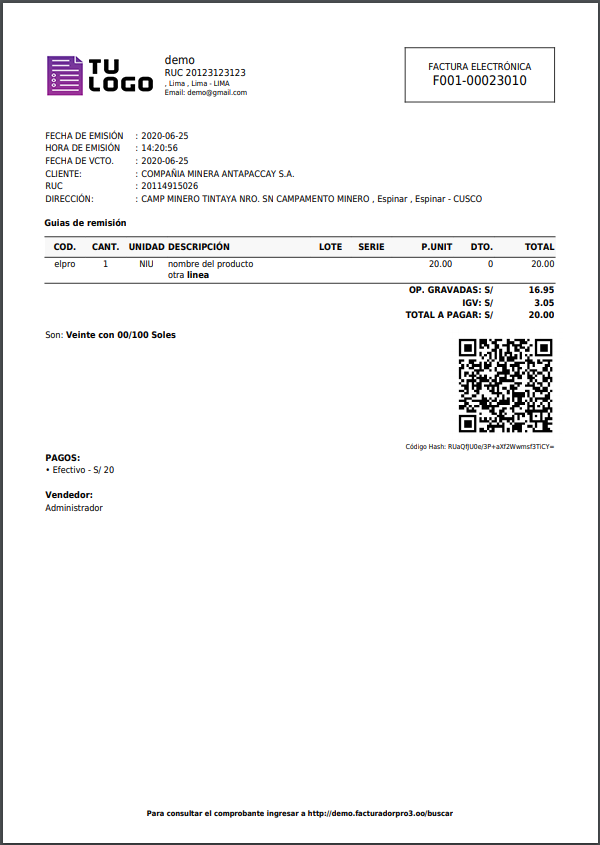 TU
LOGO
demo
RUC 20123123123
, Lima , Lima - LIMA
Email: demo@gmail.com
FACTURA ELECTRÓNICA
F001-00023010
FECHA DE EMISIÓN : 2020-06-25
HORA DE EMISIÓN : 14:20:56
FECHA DE VCTO. : 2020-06-25
CLIENTE: : COMPAÑIA MINERA ANTAPACCAY S.A.
RUC : 20114915026
DIRECCIÓN: : CAMP MINERO TINTAYA NRO. SN CAMPAMENTO MINERO , Espinar , Espinar - CUSCO
Guias de remisión
COD. CANT. UNIDAD DESCRIPCIÓN LOTE SERIE P.UNIT DTO. TOTAL
elpro 1 NIU nombre del producto 20.00 0 20.00
otra linea
OP. GRAVADAS: S/ 16.95
IGV: S/ 3.05
TOTAL A PAGAR: S/ 20.00
Son: Veinte con 00/100 Soles
Código Hash: RUaQfJU0e/3P+aXf2Wwmsf3TiCY=
PAGOS:
• Efectivo - S/ 20
Vendedor:
Administrador
Para consultar el comprobante ingresar a http://demo.facturadorpro3.oo/buscar